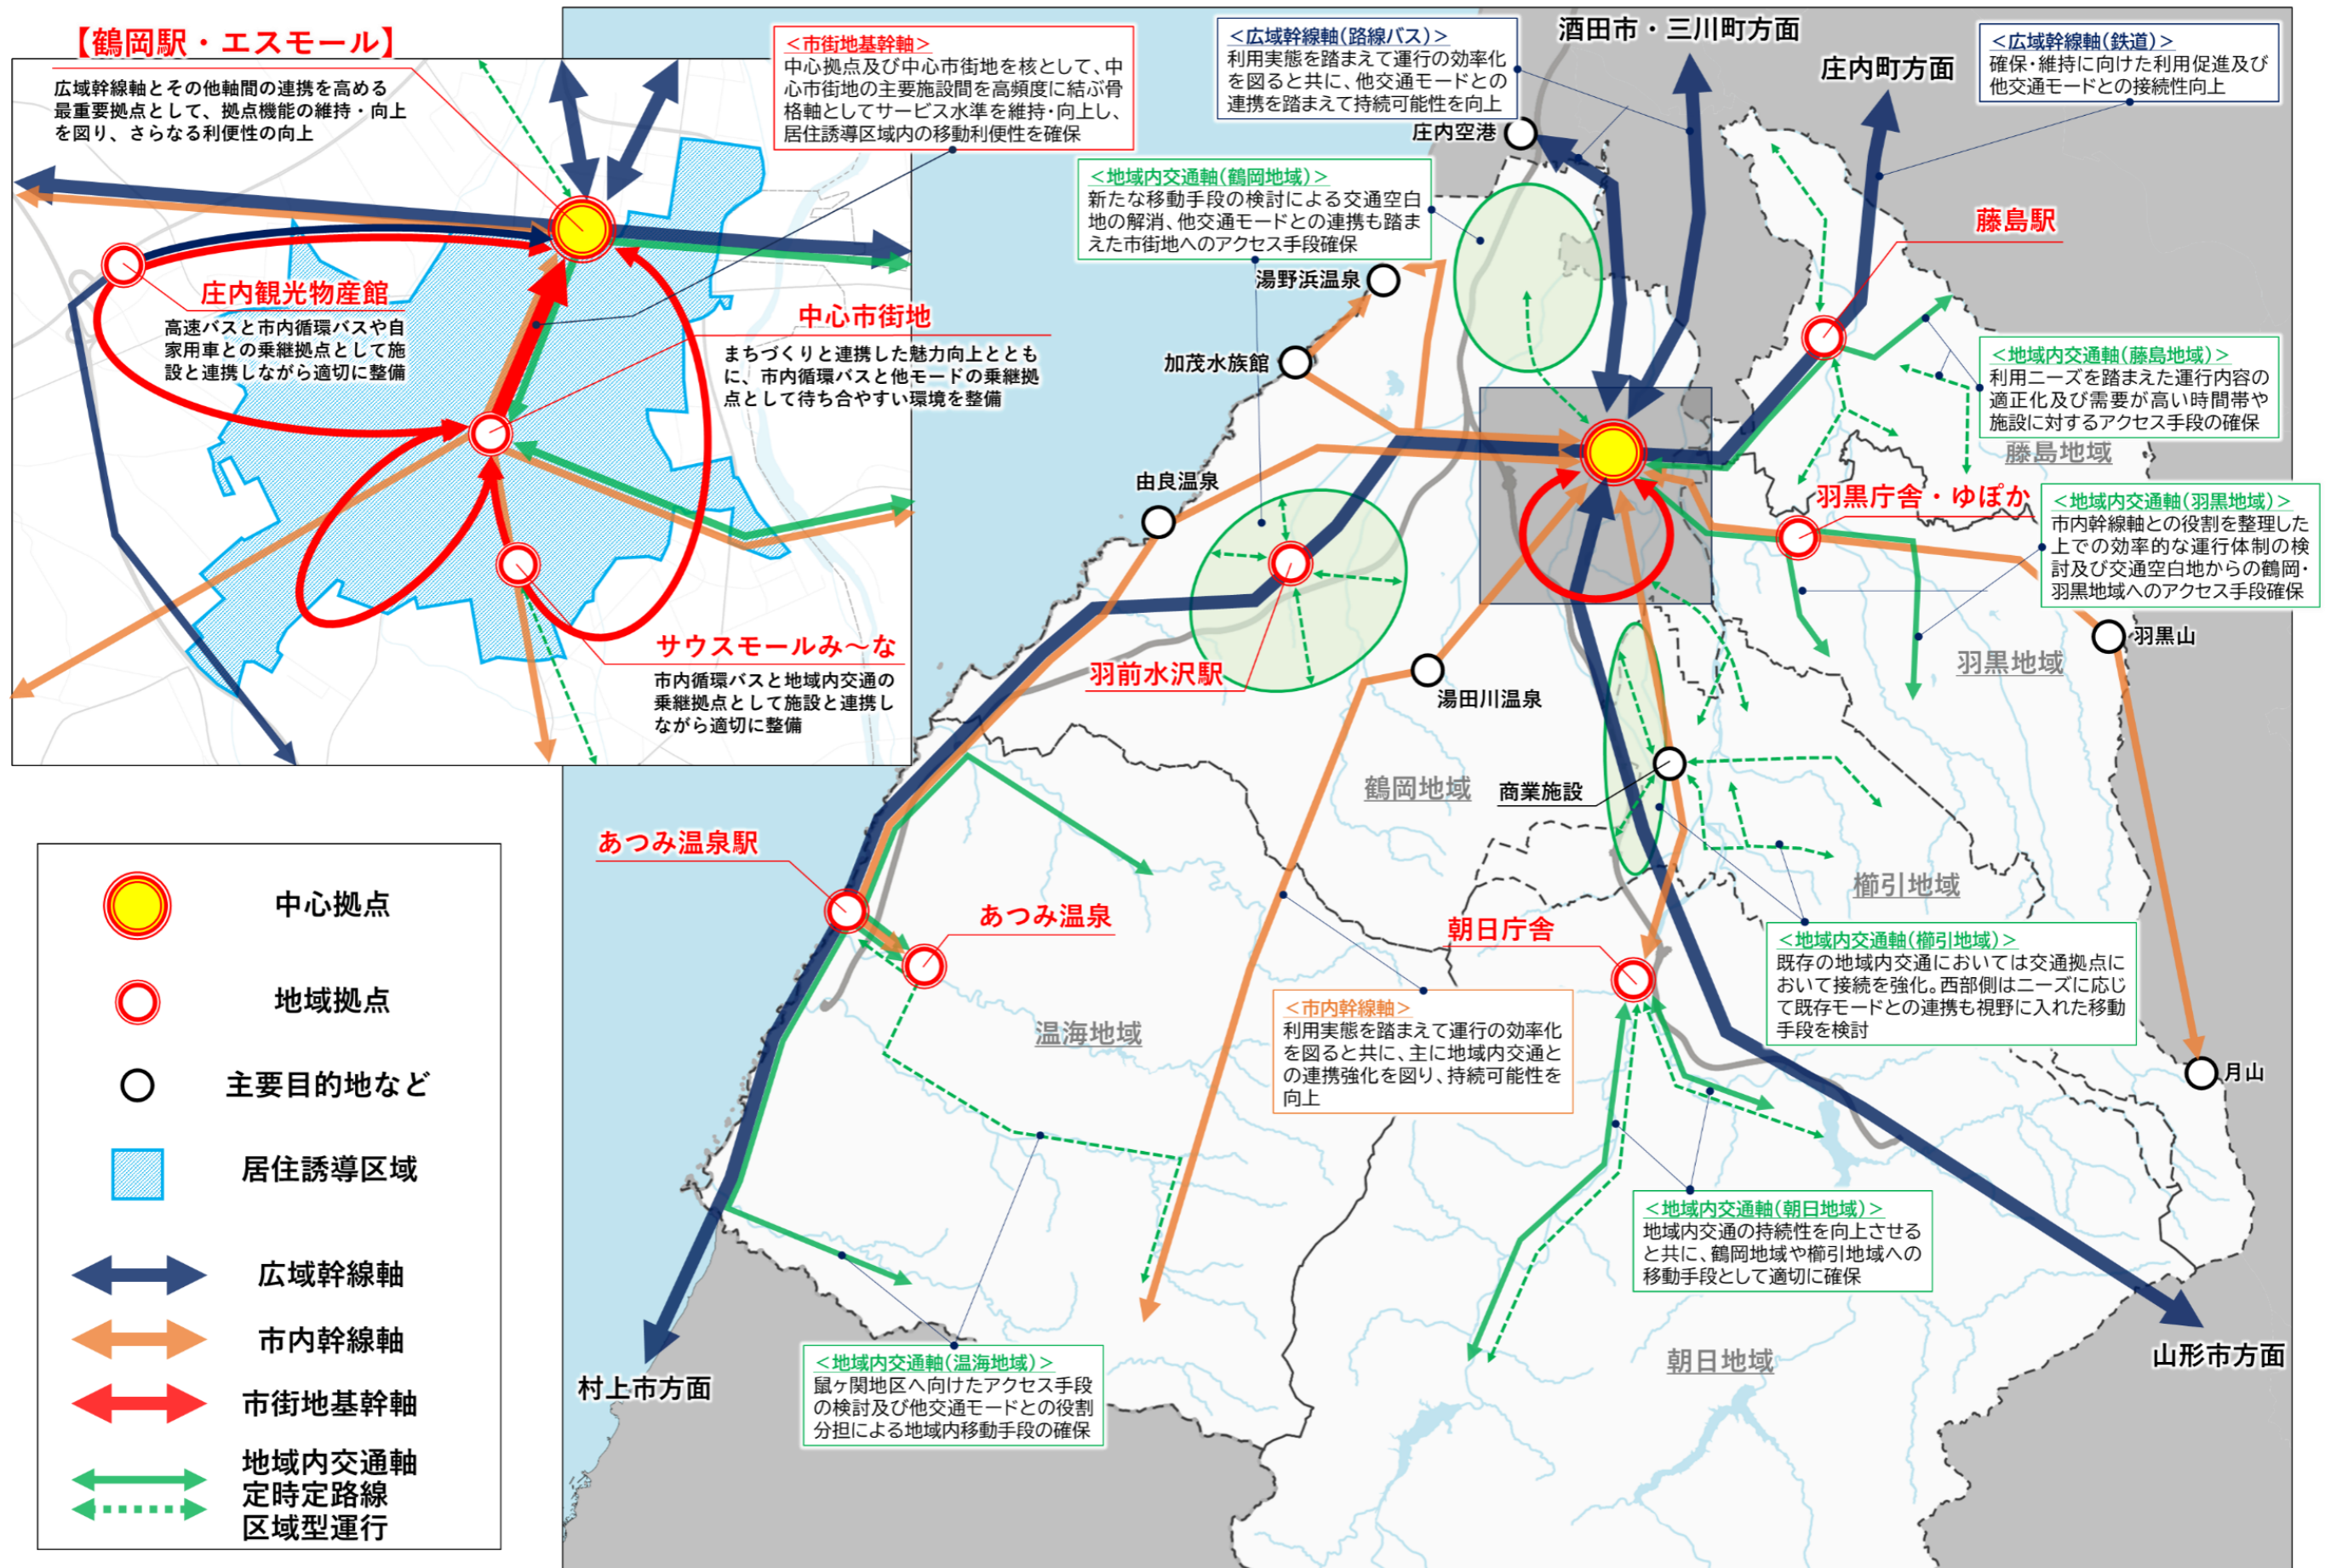 【鶴岡駅・エスモール】
広域幹線軸とその他軸間の連携を高める
最重要拠点として、拠点機能の維持・向上
を図り、さらなる利便性の向上
<市街地基幹軸>
中心拠点及び中心市街地を核として、中
心市街地の主要施設間を高頻度に結ぶ骨
格軸としてサービス水準を維持・向上し、
居住誘導区域内の移動利便性を確保
庄内観光物産館
高速バスと市内循環バスや自
家用車との乗継拠点として施
設と連携しながら適切に整備
中心市街地
まちづくりと連携した魅力向上ととも
に、市内循環バスと他モードの乗継拠
点として待ち合やすい環境を整備
サウスモールみ～な
市内循環バスと地域内交通の
乗継拠点として施設と連携し
ながら適切に整備
<広域幹線軸(路線バス)>
利用実態を踏まえて運行の効率化
を図ると共に、他交通モードとの
連携を踏まえて持続可能性を向上
酒田市・三川町方面
庄内町方面
<広域幹線軸(鉄道)>
確保・維持に向けた利用促進及び
他交通モードとの接続性向上
庄内空港
<地域内交通軸(鶴岡地域)>
新たな移動手段の検討による交通空白
地の解消、他交通モードとの連携も踏ま
えた市街地へのアクセス手段確保
藤島駅
湯野浜温泉
加茂水族館
<地域内交通軸(藤島地域)>
利用ニーズを踏まえた運行内容の
適正化及び需要が高い時間帯や
施設に対するアクセス手段の確保
藤島地域
由良温泉
羽黒庁舎・ゆぽか
<地域内交通軸(羽黒地域)>
市内幹線軸との役割を整理した
上での効率的な運行体制の検
討及び交通空白地からの鶴岡・
羽黒地域へのアクセス手段確保
羽黒山
羽黒地域
羽前水沢駅
湯田川温泉
鶴岡地域
商業施設
あつみ温泉駅
あつみ温泉
朝日庁舎
櫛引地域
<地域内交通軸(櫛引地域)>
既存の地域内交通においては交通拠点に
おいて接続を強化。西部側はニーズに応じ
て既存モードとの連携も視野に入れた移動
手段を検討
温海地域
<市内幹線軸>
利用実態を踏まえて運行の効率化
を図ると共に、主に地域内交通と
の連携強化を図り、持続可能性を
向上
月山
<地域内交通軸(朝日地域)>
地域内交通の持続性を向上させる
と共に、鶴岡地域や櫛引地域への
移動手段として適切に確保
<地域内交通軸(温海地域)>
鼠ヶ関地区へ向けたアクセス手段
の検討及び他交通モードとの役割
分担による地域内移動手段の確保
村上市方面
朝日地域
山形市方面
中心拠点
地域拠点
主要目的地など
居住誘導区域
広域幹線軸
市内幹線軸
市街地基幹軸
地域内交通軸
定時定路線
区域型運行